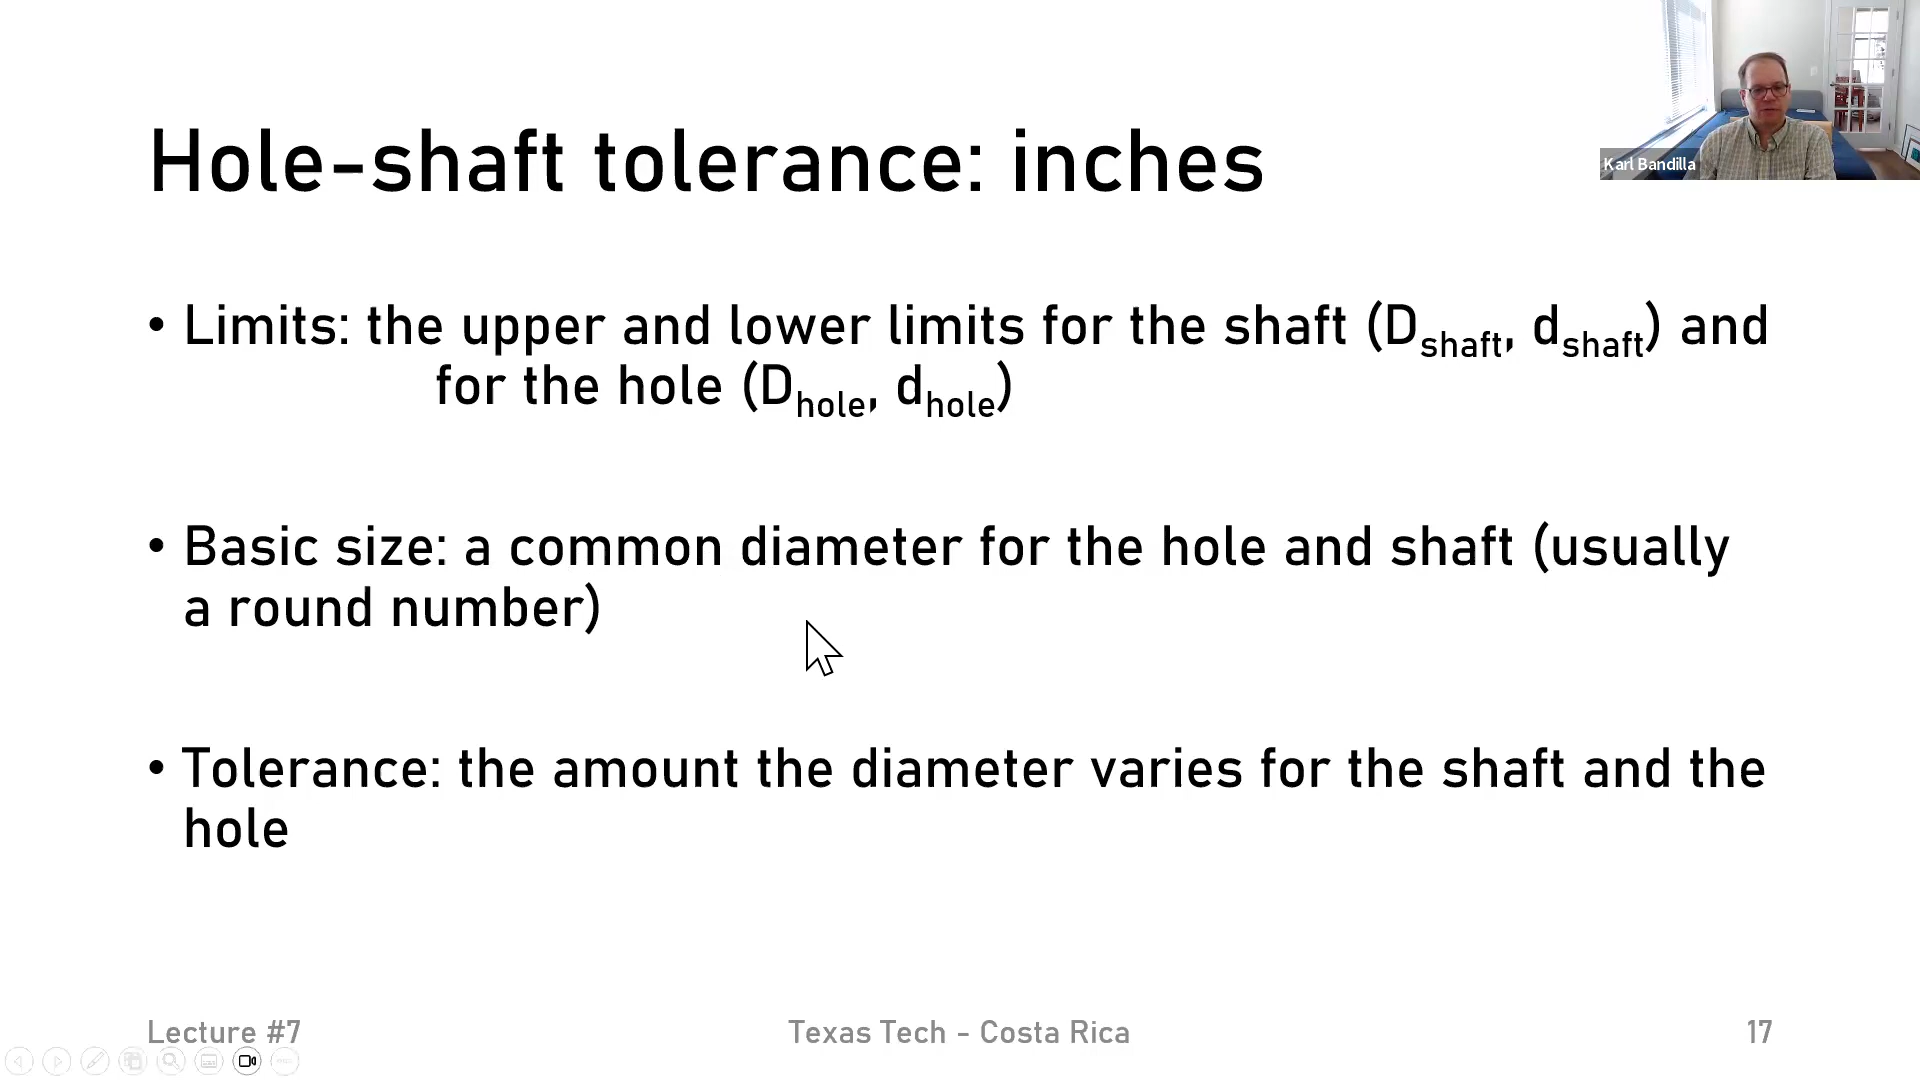 Karl Bandilla
Hole-shaft tolerance: inches
• Limits: the upper and lower limits for the shaft (Dshaft, dshaft) and
for the hole (Dhole, dhole)
• Basic size: a common diameter for the hole and shaft (usually
a round number)
• Tolerance: the amount the diameter varies for the shaft and the
hole
Lecture #7
Texas Tech - Costa Rica
17